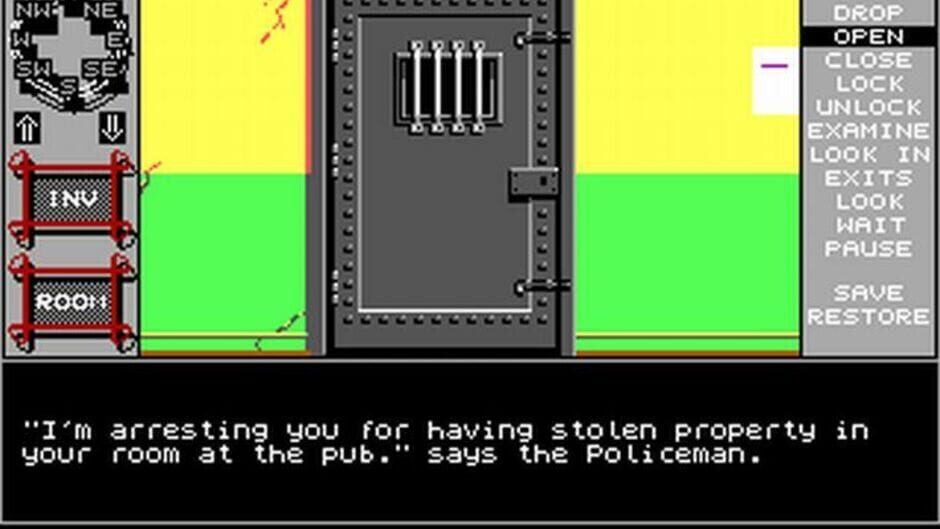 NW NE
W E
SW SE
S
INV
ROOM
DROP
OPEN
CLOSE
LOCK
UNLOCK
EXAMINE
LOOK IN
EXITS
LOOK
WAIT
PAUSE
SAVE
RESTORE
"I'm arresting you for having stolen property in
your room at the pub." says the Policeman.